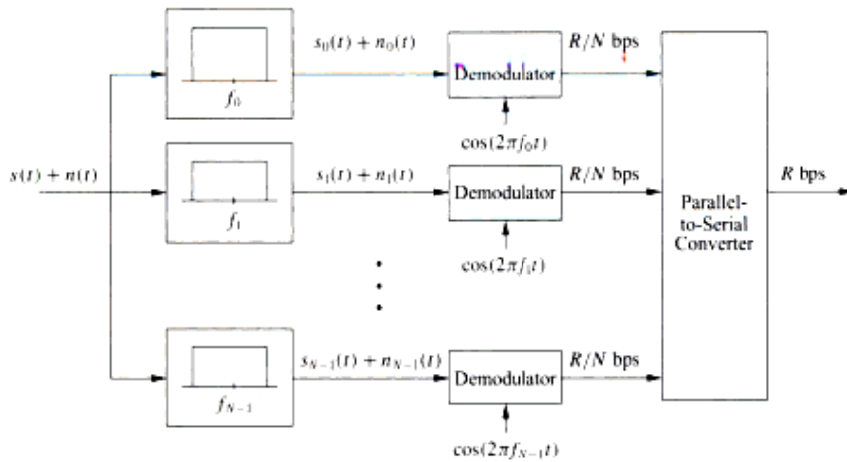 s₀(t) + n₀(t)
R/N bps
Demodulator
f₀
cos(2πf₀t)
s(t) + n(t)
s₁(t) + n₁(t)
R/N bps
Demodulator
f₁
cos(2πf₁t)
Parallel-
to-Serial
Converter
R bps
s_{N−1}(t) + n_{N−1}(t)
R/N bps
Demodulator
f_{N−1}
cos(2πf_{N−1}t)